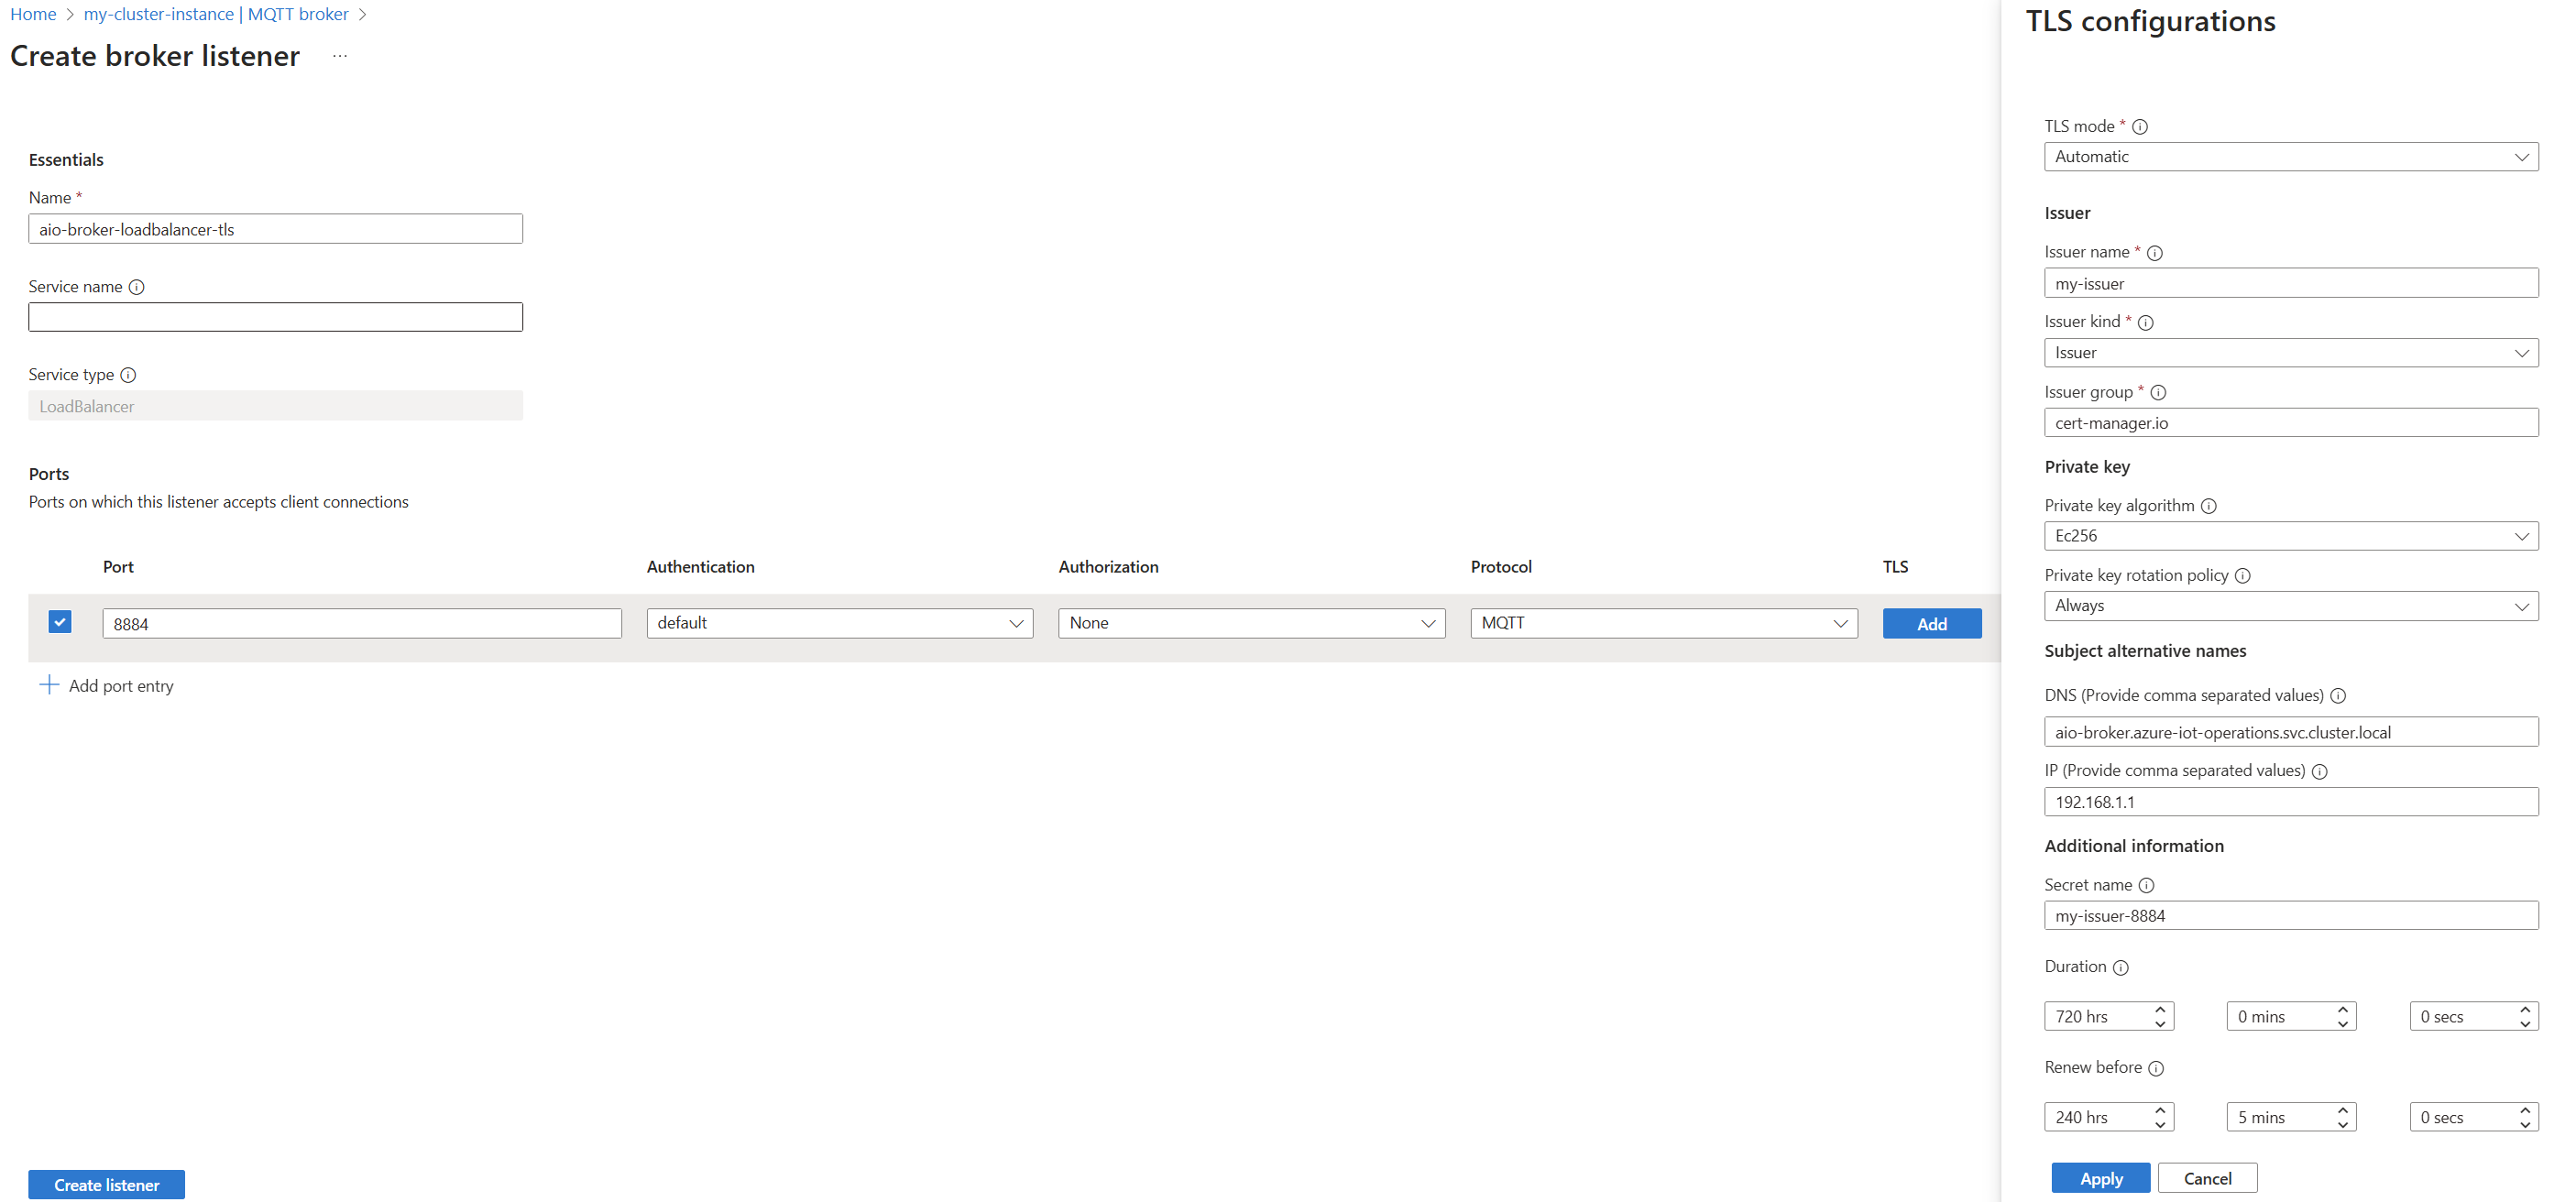 Home > my-cluster-instance | MQTT broker >
Create broker listener ...
Essentials
Name *
aio-broker-loadbalancer-tls
Service name
Service type
LoadBalancer
Ports
Ports on which this listener accepts client connections
Port Authentication Authorization Protocol TLS
8884 default None MQTT Add
Add port entry
Create listener
TLS configurations
TLS mode *
Automatic
Issuer
Issuer name *
my-issuer
Issuer kind *
Issuer
Issuer group *
cert-manager.io
Private key
Private key algorithm
Ec256
Private key rotation policy
Always
Subject alternative names
DNS (Provide comma separated values)
aio-broker.azure-iot-operations.svc.cluster.local
IP (Provide comma separated values)
192.168.1.1
Additional information
Secret name
my-issuer-8884
Duration
720 hrs 0 mins 0 secs
Renew before
240 hrs 5 mins 0 secs
Apply Cancel